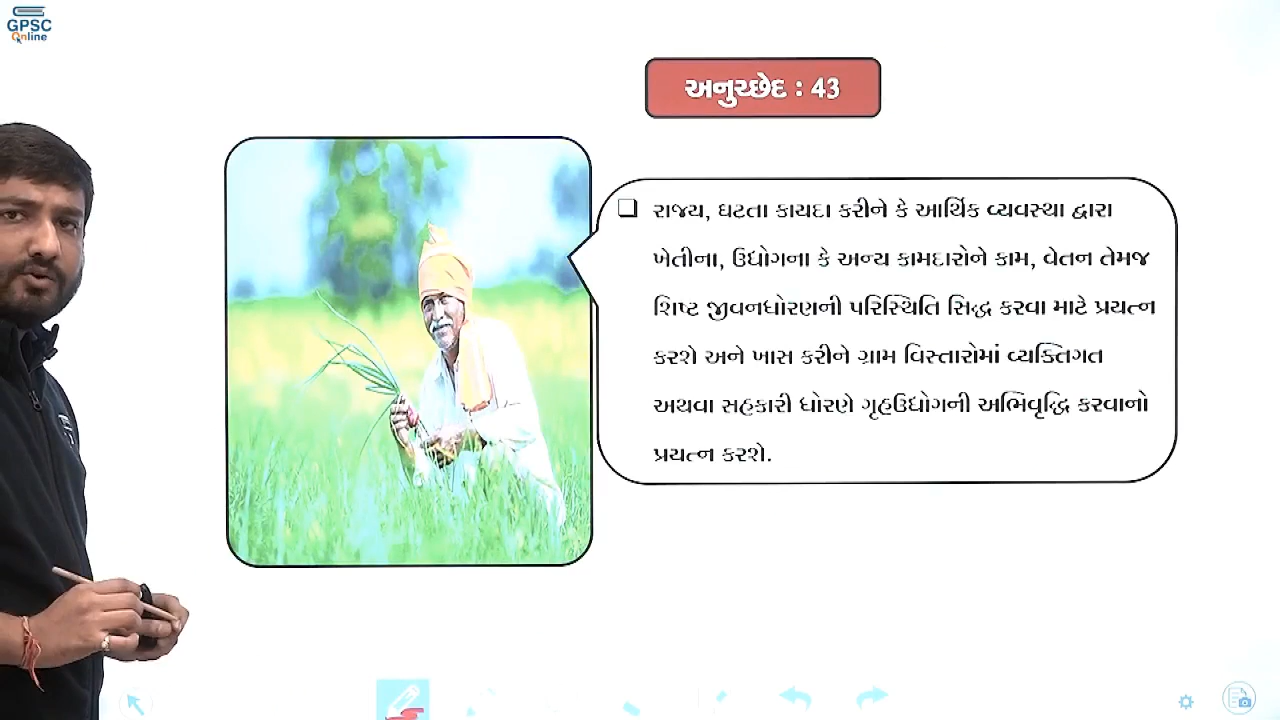 GPSC
Online
અનુચ્છેદ : 43
❑ રાજ્ય, ઘટતા કાયદા કરીને કે આર્થિક વ્યવસ્થા દ્વારા
ખેતીના, ઉદ્યોગના કે અન્ય કામદારોને કામ, વેતન તેમજ
શિષ્ટ જીવનધોરણની પરિસ્થિતિ સિદ્ધ કરવા માટે પ્રયત્ન
કરશે અને ખાસ કરીને ગ્રામ વિસ્તારોમાં વ્યક્તિગત
અથવા સહકારી ધોરણે ગૃહઉદ્યોગની અભિવૃદ્ધિ કરવાનો
પ્રયત્ન કરશે.